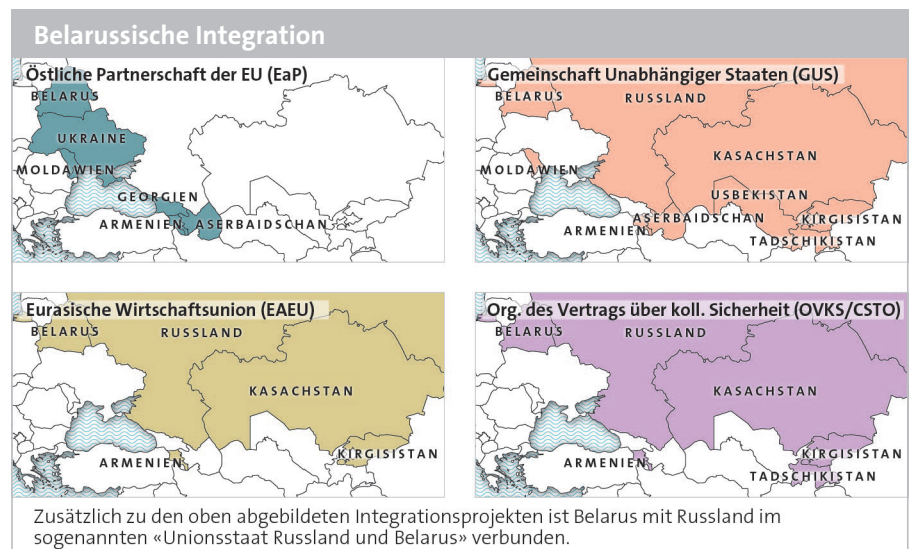 Belarussische Integration
Östliche Partnerschaft der EU (EaP)
BELARUS
UKRAINE
MOLDAWIEN
GEORGIEN
ARMENIEN
ASERBAIDSCHAN
Gemeinschaft Unabhängiger Staaten (GUS)
BELARUS
RUSSLAND
KASACHSTAN
MOLDAWIEN
USBEKISTAN
ASERBAIDSCHAN
KIRGISISTAN
ARMENIEN
TADSCHIKISTAN
Eurasische Wirtschaftsunion (EAEU)
BELARUS
RUSSLAND
KASACHSTAN
KIRGISISTAN
ARMENIEN
Org. des Vertrags über koll. Sicherheit (OVKS/CSTO)
BELARUS
RUSSLAND
KASACHSTAN
KIRGISISTAN
ARMENIEN
TADSCHIKISTAN
Zusätzlich zu den oben abgebildeten Integrationsprojekten ist Belarus mit Russland im
sogenannten «Unionsstaat Russland und Belarus» verbunden.